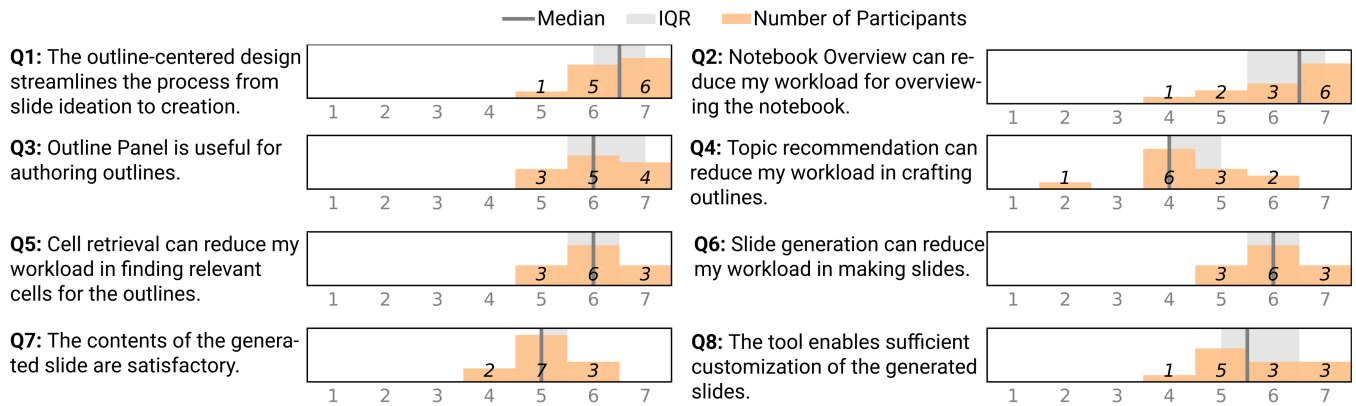 Median IQR Number of Participants
Q1: The outline-centered design
streamlines the process from
slide ideation to creation.
1 5 6
1 2 3 4 5 6 7
Q2: Notebook Overview can re-
duce my workload for overview-
ing the notebook.
1 2 3 6
1 2 3 4 5 6 7
Q3: Outline Panel is useful for
authoring outlines.
3 5 4
1 2 3 4 5 6 7
Q4: Topic recommendation can
reduce my workload in crafting
outlines.
1 6 3 2
1 2 3 4 5 6 7
Q5: Cell retrieval can reduce my
workload in finding relevant
cells for the outlines.
3 6 3
1 2 3 4 5 6 7
Q6: Slide generation can reduce
my workload in making slides.
3 6 3
1 2 3 4 5 6 7
Q7: The contents of the genera-
ted slide are satisfactory.
2 7 3
1 2 3 4 5 6 7
Q8: The tool enables sufficient
customization of the generated
slides.
1 5 3 3
1 2 3 4 5 6 7